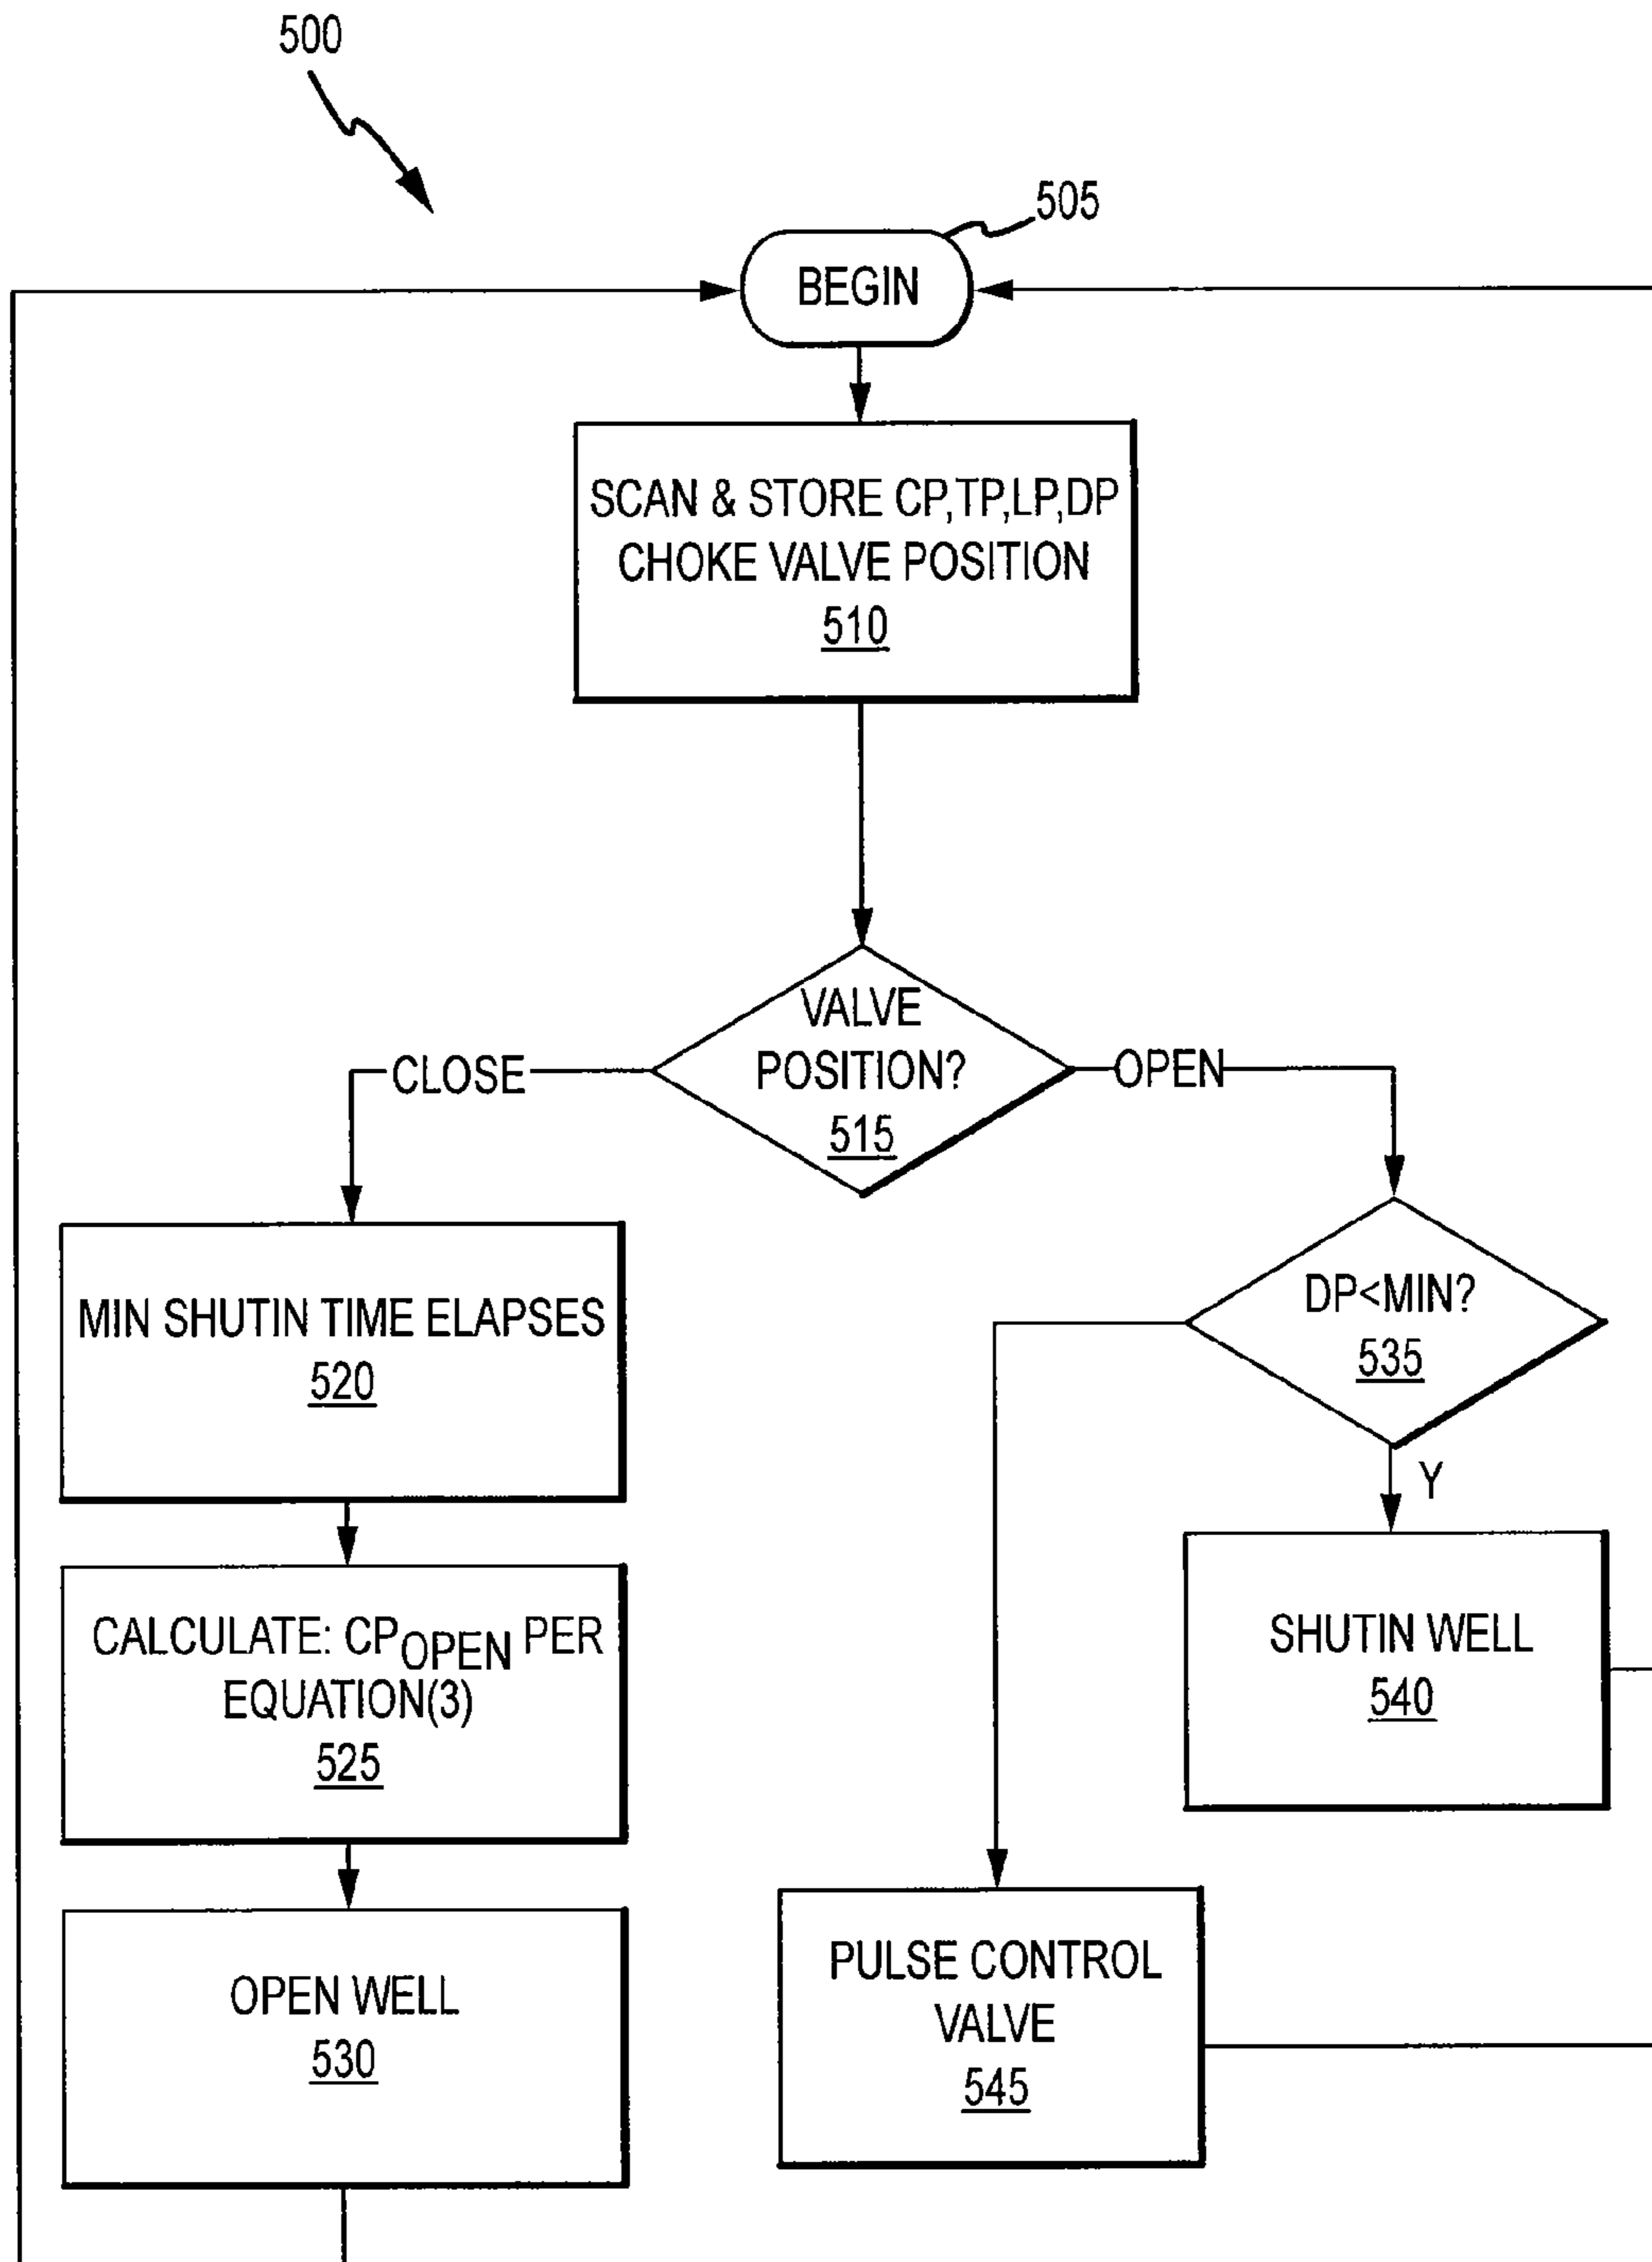 500
505
BEGIN
SCAN & STORE CP,TP,LP,DP
CHOKE VALVE POSITION
510
VALVE
POSITION?
515
CLOSE
OPEN
MIN SHUTIN TIME ELAPSES
520
DP<MIN?
535
Y
CALCULATE: CPOPEN PER
EQUATION(3)
525
SHUTIN WELL
540
OPEN WELL
530
PULSE CONTROL
VALVE
545